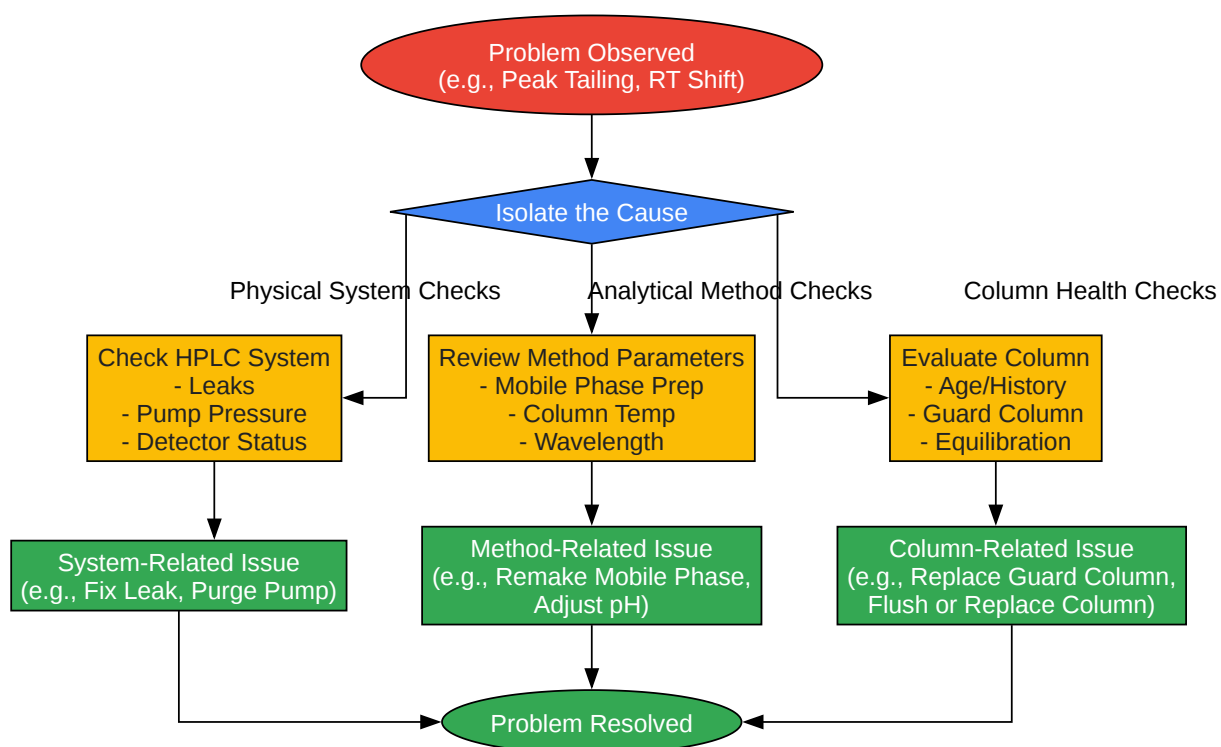 Problem Observed
(e.g., Peak Tailing, RT Shift)
Isolate the Cause
Physical System Checks
Analytical Method Checks
Column Health Checks
Check HPLC System
- Leaks
- Pump Pressure
- Detector Status
Review Method Parameters
- Mobile Phase Prep
- Column Temp
- Wavelength
Evaluate Column
- Age/History
- Guard Column
- Equilibration
System-Related Issue
(e.g., Fix Leak, Purge Pump)
Method-Related Issue
(e.g., Remake Mobile Phase,
Adjust pH)
Column-Related Issue
(e.g., Replace Guard Column,
Flush or Replace Column)
Problem Resolved